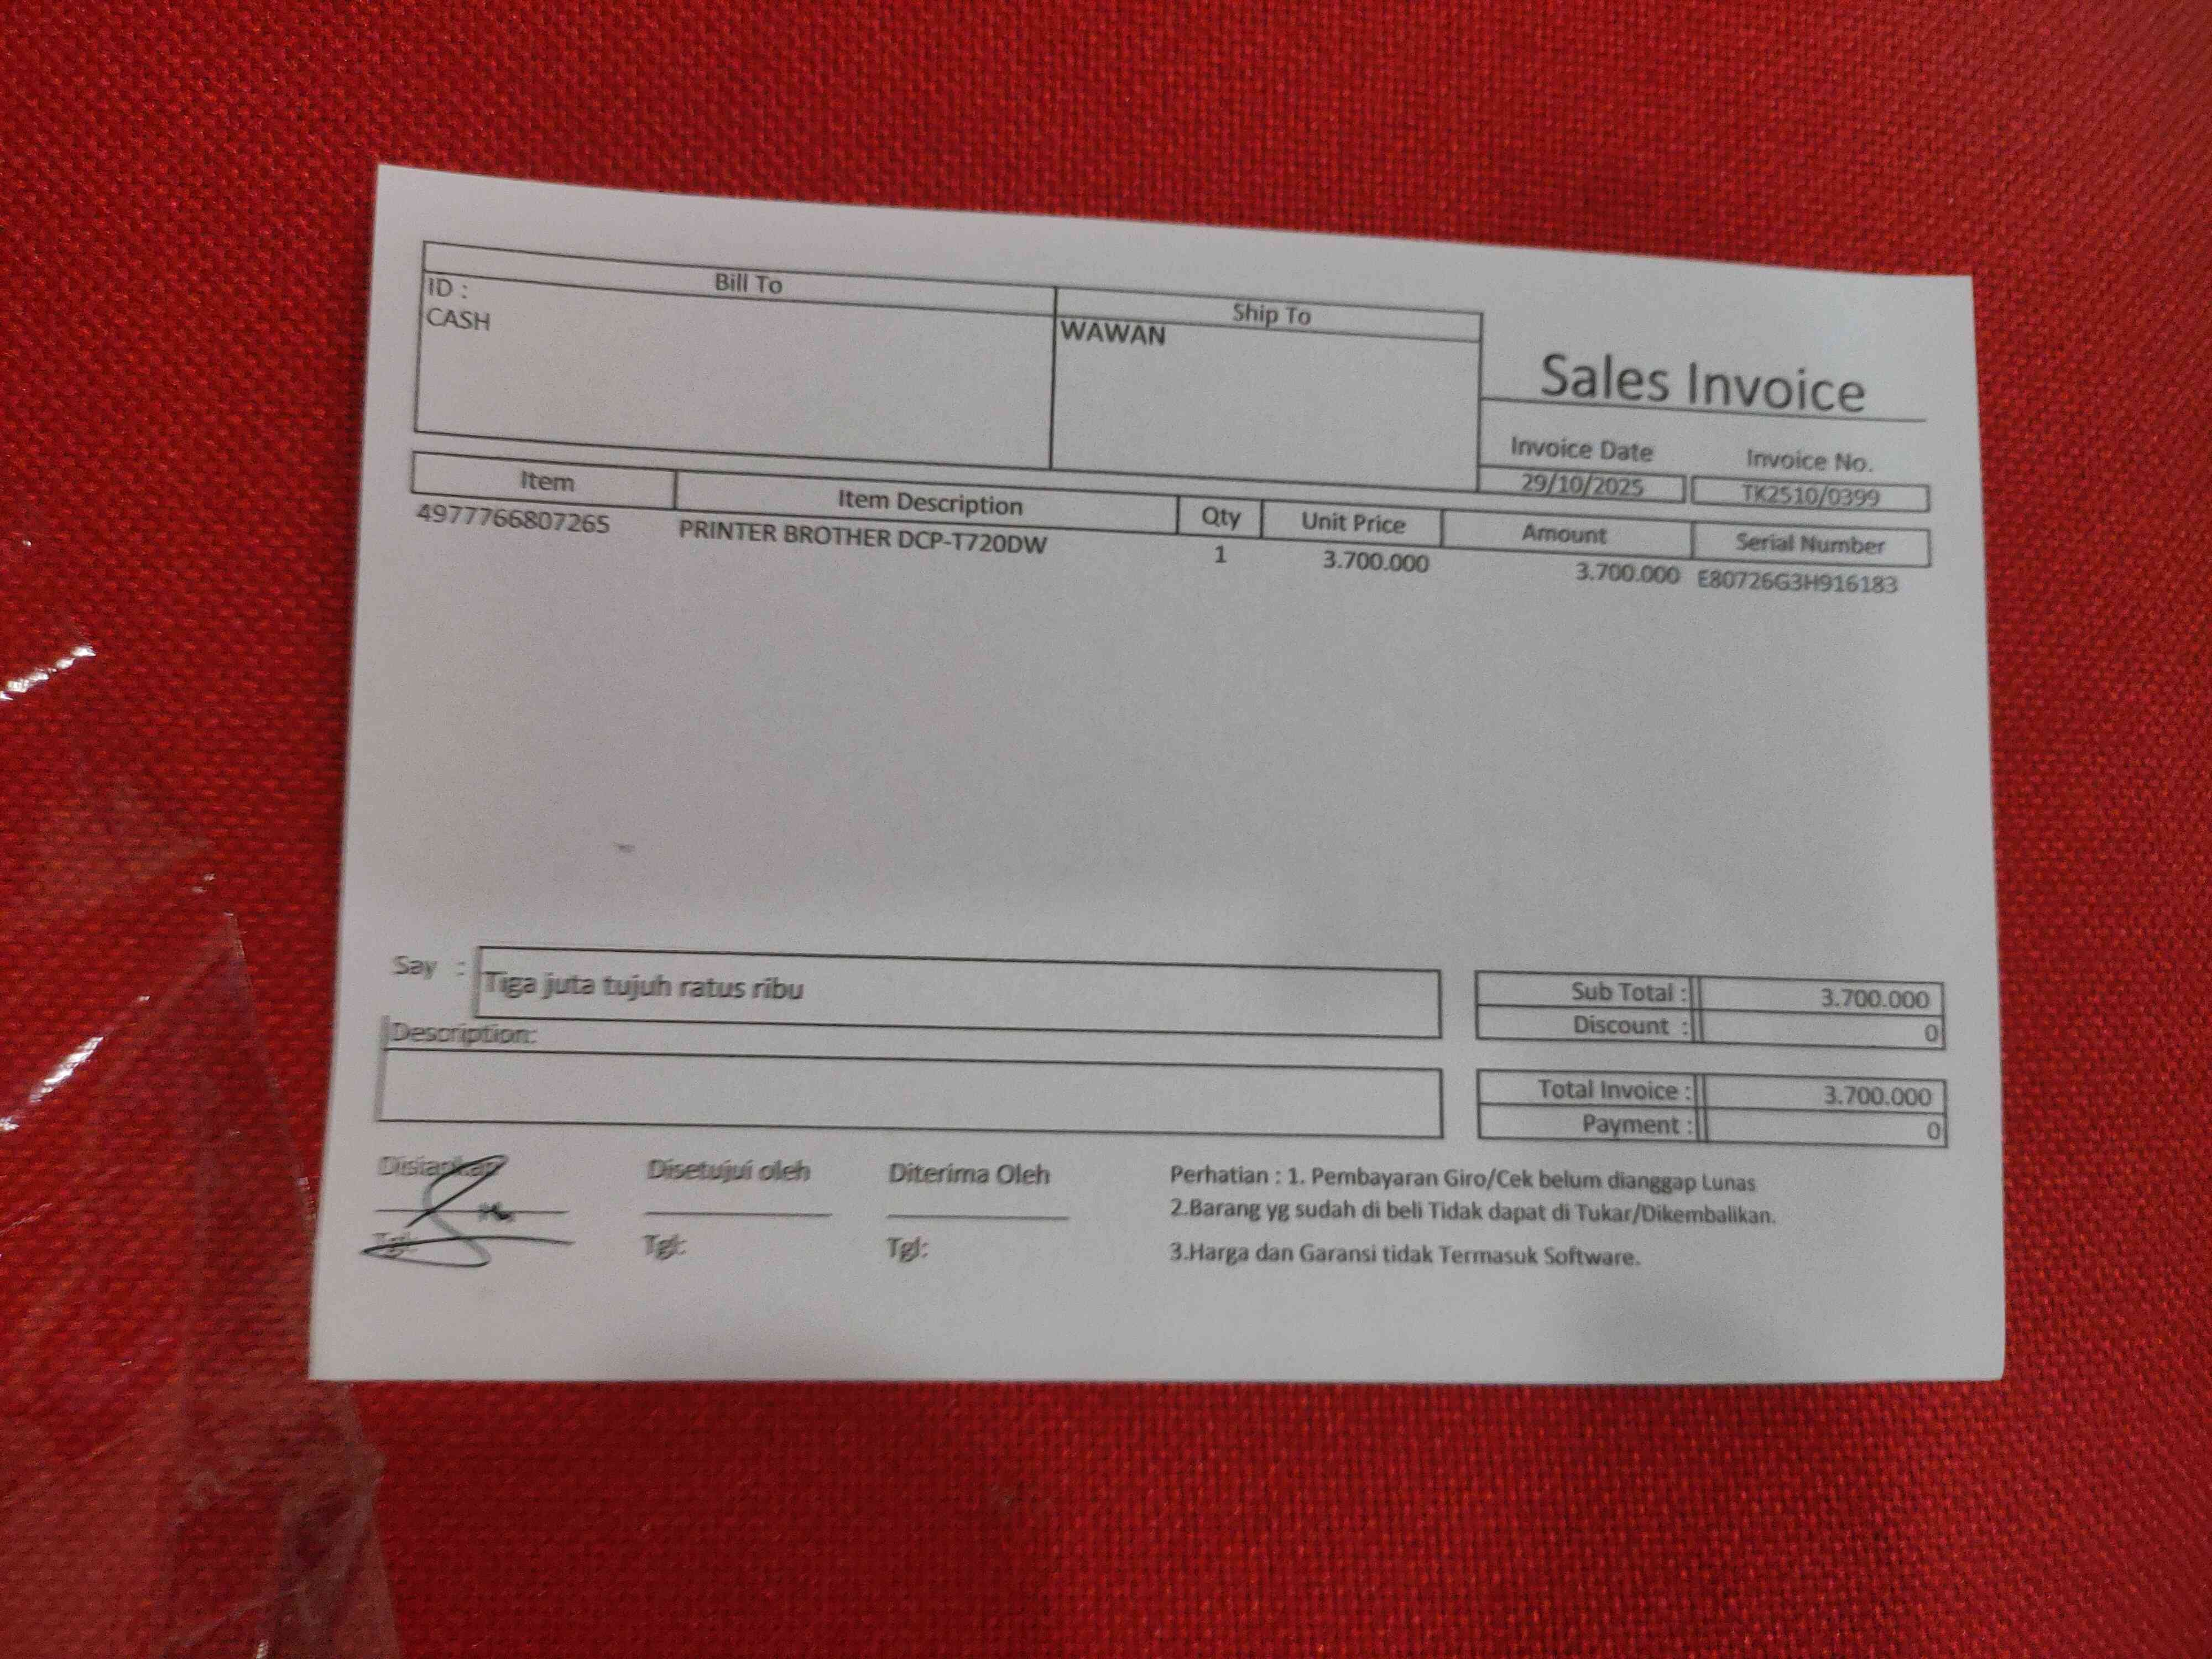 Bill To
Ship To
ID :
CASH
WAWAN
Sales Invoice
Invoice Date Invoice No.
29/10/2025 TK2510/0399
Item Item Description Qty Unit Price Amount Serial Number
4977766807265 PRINTER BROTHER DCP-T720DW 1 3.700.000 3.700.000 E80726G3H916183
Say : Tiga juta tujuh ratus ribu
Sub Total : 3.700.000
Discount : 0
Description:
Total Invoice : 3.700.000
Payment : 0
Disiapkan Disetujui oleh Diterima Oleh
Tgl: Tgl: Tgl:
Perhatian : 1. Pembayaran Giro/Cek belum dianggap Lunas
2.Barang yg sudah di beli Tidak dapat di Tukar/Dikembalikan.
3.Harga dan Garansi tidak Termasuk Software.